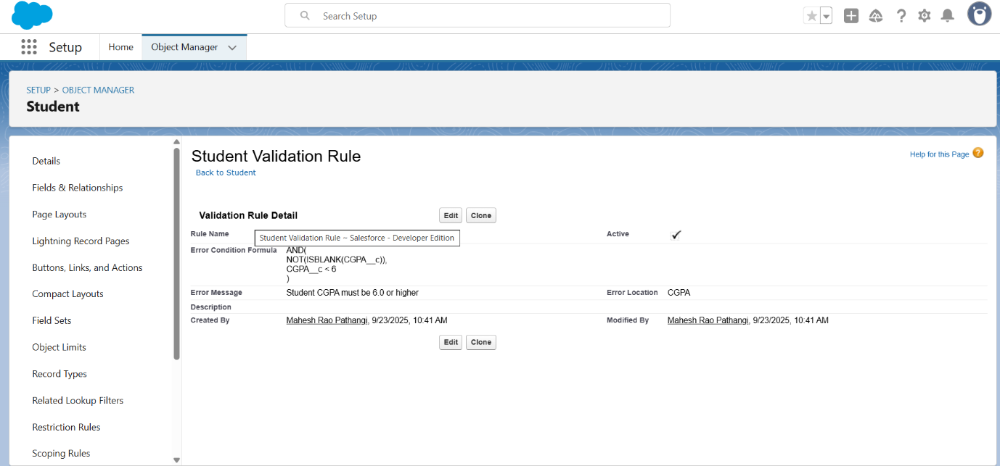 Search Setup
Setup
Home
Object Manager
SETUP > OBJECT MANAGER
Student
Details
Fields & Relationships
Page Layouts
Lightning Record Pages
Buttons, Links, and Actions
Compact Layouts
Field Sets
Object Limits
Record Types
Related Lookup Filters
Restriction Rules
Scoping Rules
Student Validation Rule
Help for this Page ?
Back to Student
Validation Rule Detail
Edit
Clone
Rule Name
Student Validation Rule ~ Salesforce - Developer Edition
Active
Error Condition Formula
AND(
NOT(ISBLANK(CGPA__c)),
CGPA__c < 6
)
Error Message
Student CGPA must be 6.0 or higher
Error Location
CGPA
Description
Created By
Mahesh Rao Pathangi, 9/23/2025, 10:41 AM
Modified By
Mahesh Rao Pathangi, 9/23/2025, 10:41 AM
Edit
Clone